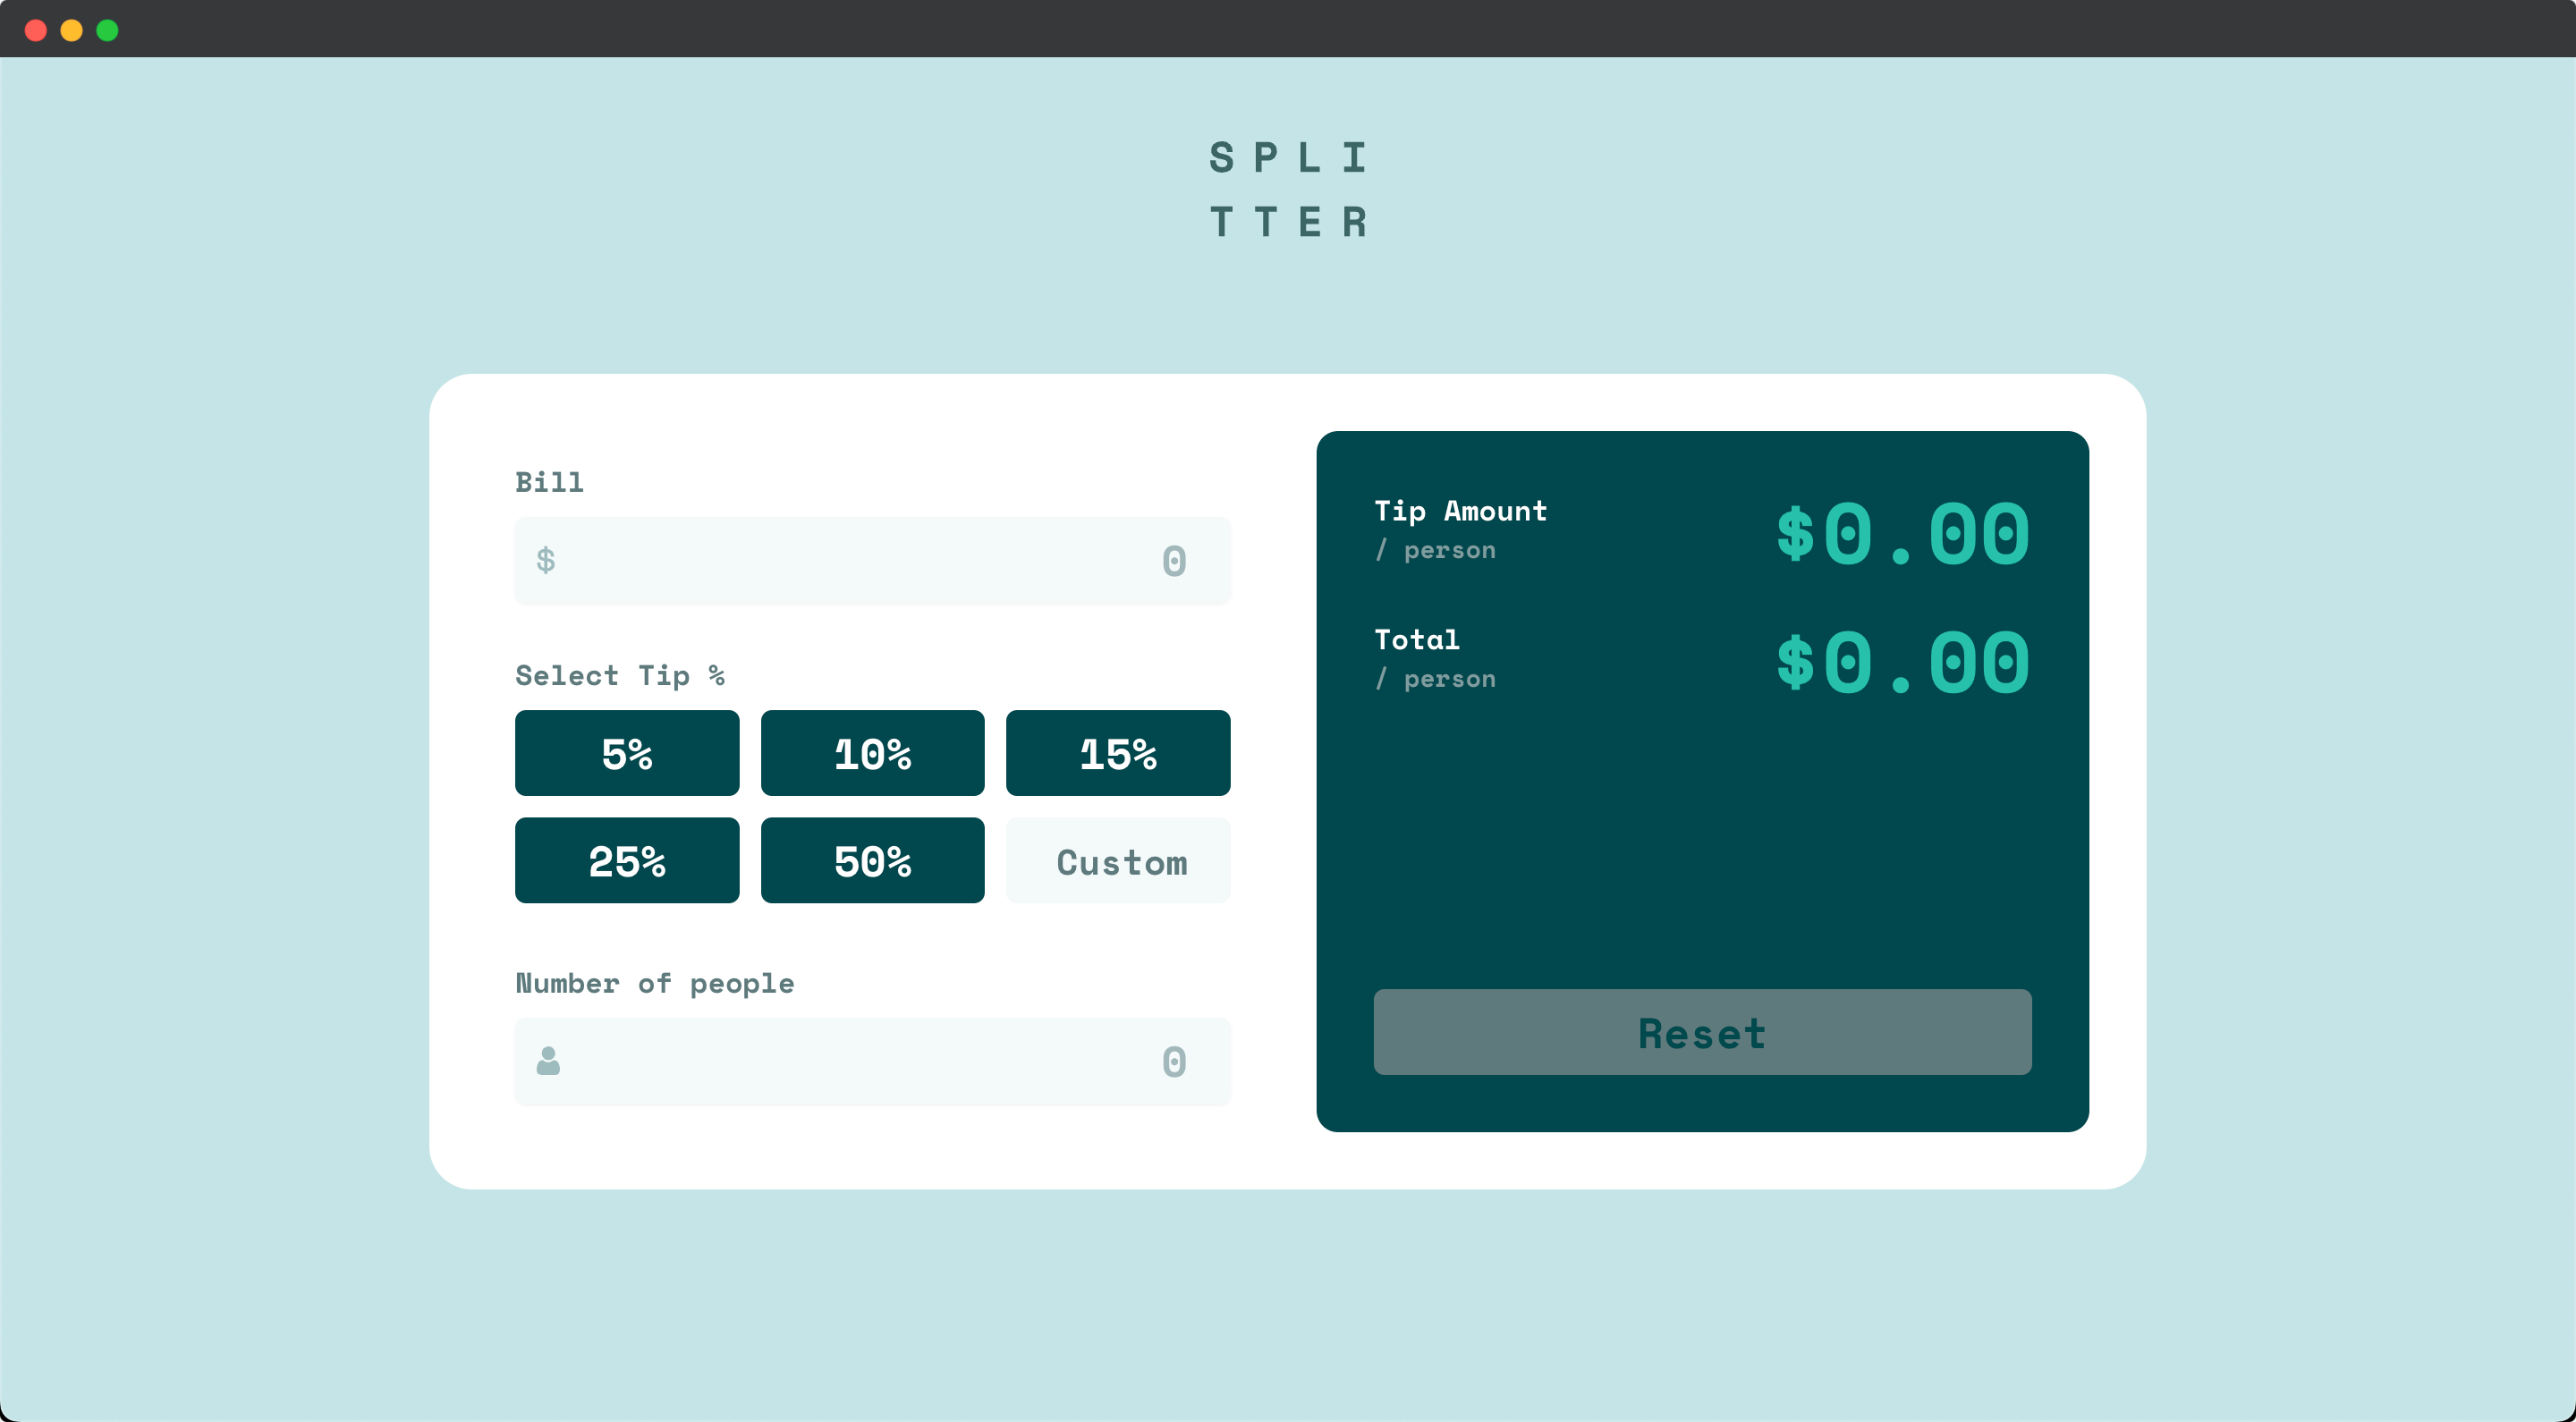 SPLI
TTER
Bill
$ 0
Select Tip %
5% 10% 15%
25% 50% Custom
Number of people
0
Tip Amount
/ person
$0.00
Total
/ person
$0.00
Reset